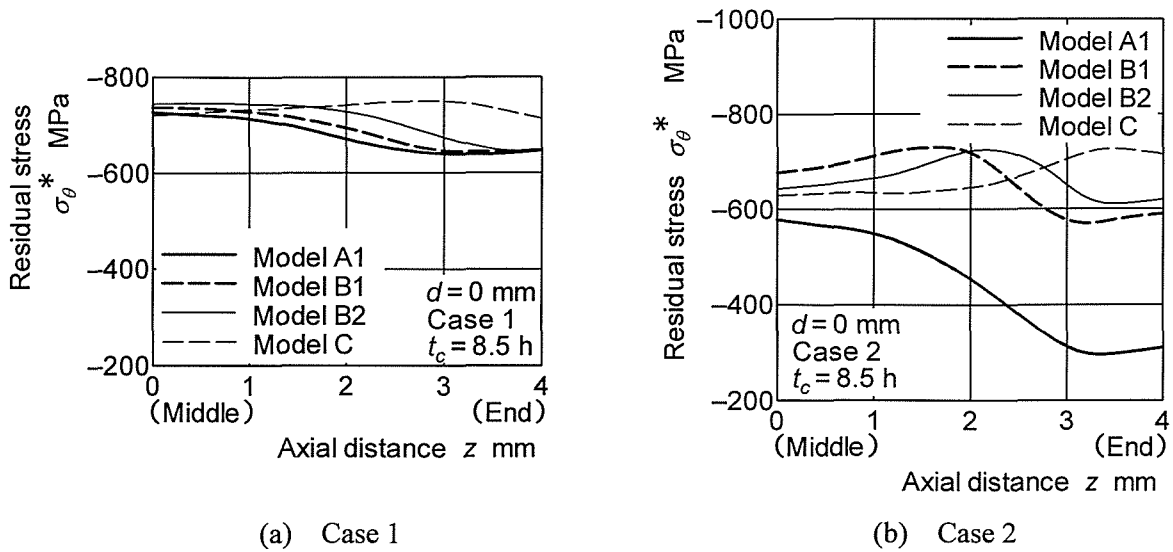 Residual stress
σθ* MPa
–800
–600
–400
–200
Model A1
Model B1
Model B2
Model C
d = 0 mm
Case 1
tc = 8.5 h
0 1 2 3 4
(Middle) (End)
Axial distance z mm
(a) Case 1
Residual stress σθ* MPa
–1000
–800
–600
–400
–200
Model A1
Model B1
Model B2
Model C
d = 0 mm
Case 2
tc = 8.5 h
0 1 2 3 4
(Middle) (End)
Axial distance z mm
(b) Case 2